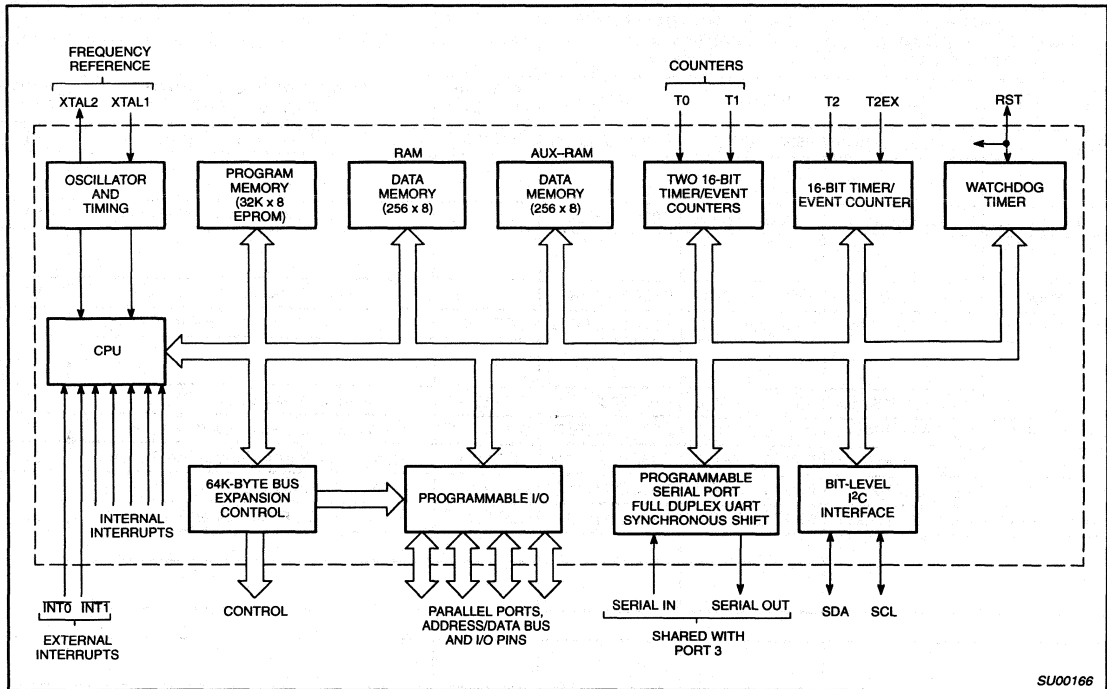 FREQUENCY
REFERENCE
XTAL2 XTAL1
COUNTERS
T0 T1
T2 T2EX
RST
OSCILLATOR
AND
TIMING
PROGRAM
MEMORY
(32K x 8
EPROM)
RAM
DATA
MEMORY
(256 x 8)
AUX–RAM
DATA
MEMORY
(256 x 8)
TWO 16-BIT
TIMER/EVENT
COUNTERS
16-BIT TIMER/
EVENT COUNTER
WATCHDOG
TIMER
CPU
64K-BYTE BUS
EXPANSION
CONTROL
PROGRAMMABLE I/O
PROGRAMMABLE
SERIAL PORT
FULL DUPLEX UART
SYNCHRONOUS SHIFT
BIT-LEVEL
I²C
INTERFACE
INTERNAL
INTERRUPTS
INT0 INT1
EXTERNAL
INTERRUPTS
CONTROL
PARALLEL PORTS,
ADDRESS/DATA BUS
AND I/O PINS
SERIAL IN SERIAL OUT
SHARED WITH
PORT 3
SDA SCL
SU00166